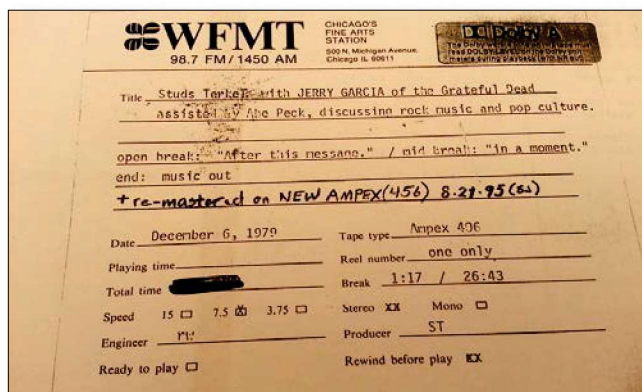 WFMT
98.7 FM/1450 AM
CHICAGO'S
FINE ARTS
STATION
500 N. Michigan Avenue,
Chicago IL 60611
Dolby A
Title Studs Terkel with JERRY GARCIA of the Grateful Dead
assisted by Abe Peck, discussing rock music and pop culture.
open break: "After this message." / mid break: "in a moment."
end: music out
+ re-mastered on NEW AMPEX (456) 8.21.95
Date December 6, 1979
Tape type Ampex 406
Playing time
Reel number one only
Total time
Break 1:17 / 26:43
Speed 15 7.5 3.75
Stereo XX Mono
Engineer
Producer ST
Ready to play
Rewind before play XX